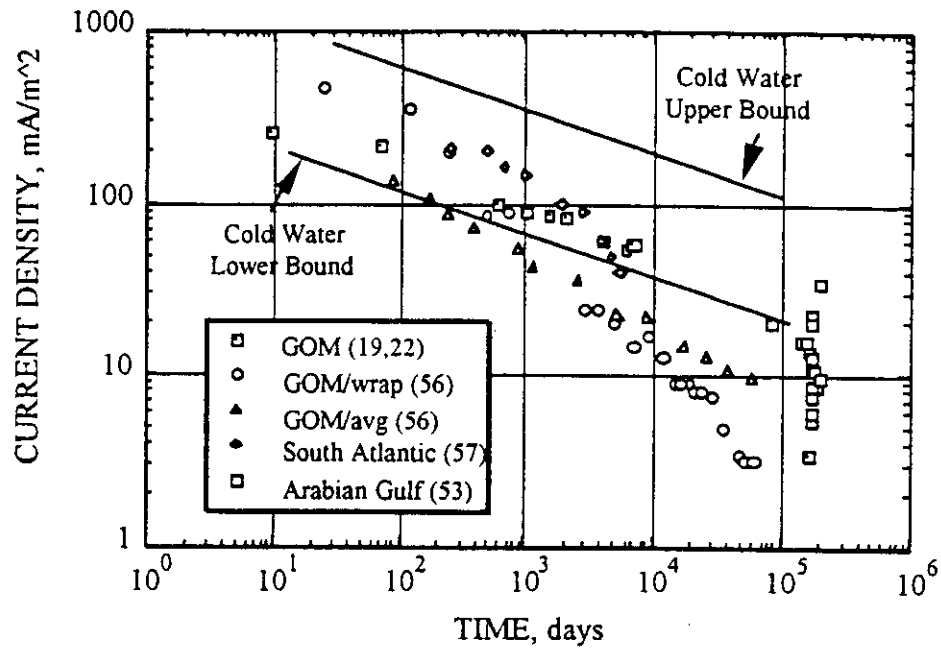 1000
Cold Water
Upper Bound
CURRENT DENSITY, mA/m^2
100
Cold Water
Lower Bound
GOM (19,22)
GOM/wrap (56)
10
GOM/avg (56)
South Atlantic (57)
Arabian Gulf (53)
1
10^0 10^1 10^2 10^3 10^4 10^5 10^6
TIME, days